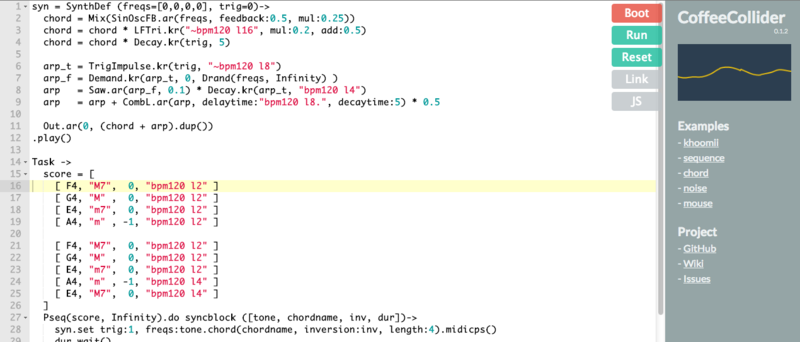 1 syn = SynthDef (freqs=[0,0,0,0], trig=0)->
2 chord = Mix(SinOscFB.ar(freqs, feedback:0.5, mul:0.25))
3 chord = chord * LFTri.kr("~bpm120 l16", mul:0.2, add:0.5)
4 chord = chord * Decay.kr(trig, 5)
5
6 arp_t = TrigImpulse.kr(trig, "~bpm120 l8")
7 arp_f = Demand.kr(arp_t, 0, Drand(freqs, Infinity) )
8 arp = Saw.ar(arp_f, 0.1) * Decay.kr(arp_t, "bpm120 l4")
9 arp = arp + CombL.ar(arp, delaytime:"bpm120 l8.", decaytime:5) * 0.5
10
11 Out.ar(0, (chord + arp).dup())
12 .play()
13
14 Task ->
15 score = [
16 [ F4, "M7", 0, "bpm120 l2" ]
17 [ G4, "M" , 0, "bpm120 l2" ]
18 [ E4, "m7", 0, "bpm120 l2" ]
19 [ A4, "m" , -1, "bpm120 l2" ]
20
21 [ F4, "M7", 0, "bpm120 l2" ]
22 [ G4, "M" , 0, "bpm120 l2" ]
23 [ E4, "m7", 0, "bpm120 l2" ]
24 [ A4, "m" , -1, "bpm120 l4" ]
25 [ E4, "M7", 0, "bpm120 l4" ]
26 ]
27 Pseq(score, Infinity).do syncblock ([tone, chordname, inv, dur])->
28 syn.set trig:1, freqs:tone.chord(chordname, inversion:inv, length:4).midicps()
29 dur.wait()
Boot
Run
Reset
Link
JS
CoffeeCollider
0.1.2
Examples
- khoomii
- sequence
- chord
- noise
- mouse
Project
- GitHub
- Wiki
- Issues